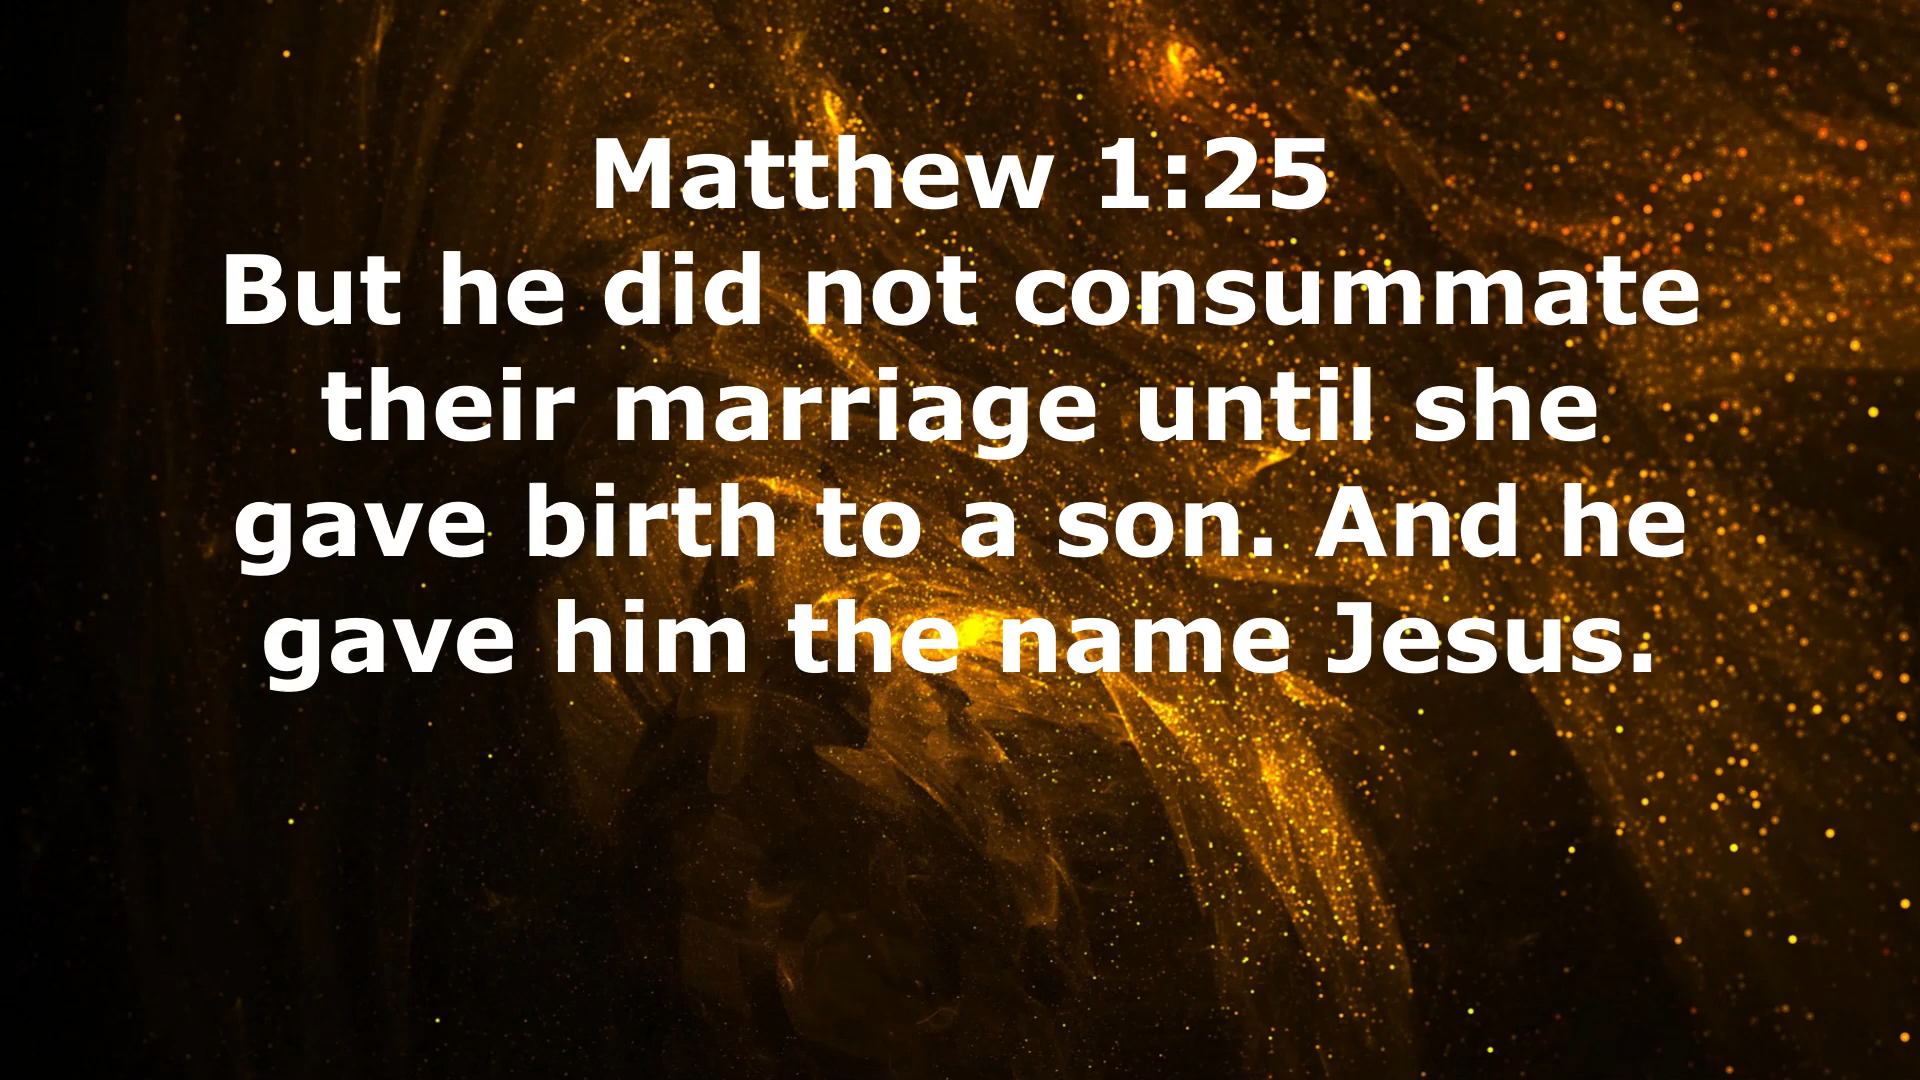 Matthew 1:25
But he did not consummate
their marriage until she
gave birth to a son. And he
gave him the name Jesus.